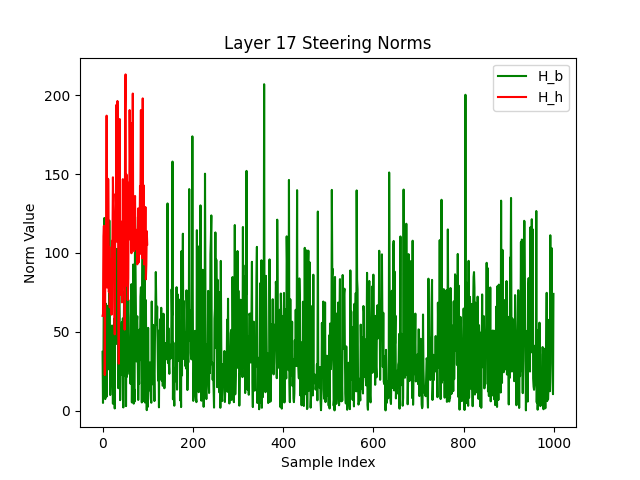 Layer 17 Steering Norms
H_b
H_h
Norm Value
200
150
100
50
0
0 200 400 600 800 1000
Sample Index